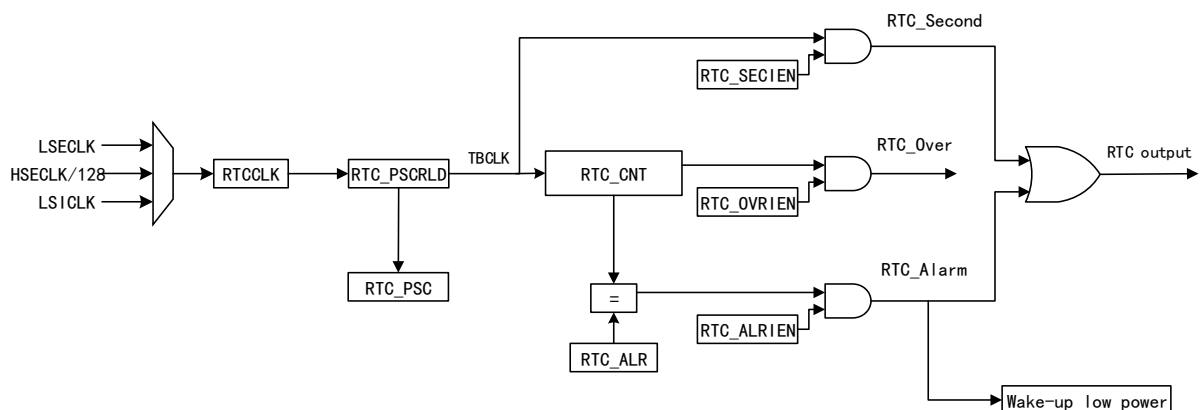 RTC_Second
RTC_SECIEN
LSECLK
HSECLK/128
LSICLK
RTCCLK
RTC_PSCRLD
TBCLK
RTC_CNT
RTC_Over
RTC_OVRIEN
RTC output
RTC_PSC
=
RTC_Alarm
RTC_ALRIEN
RTC_ALR
Wake-up low power